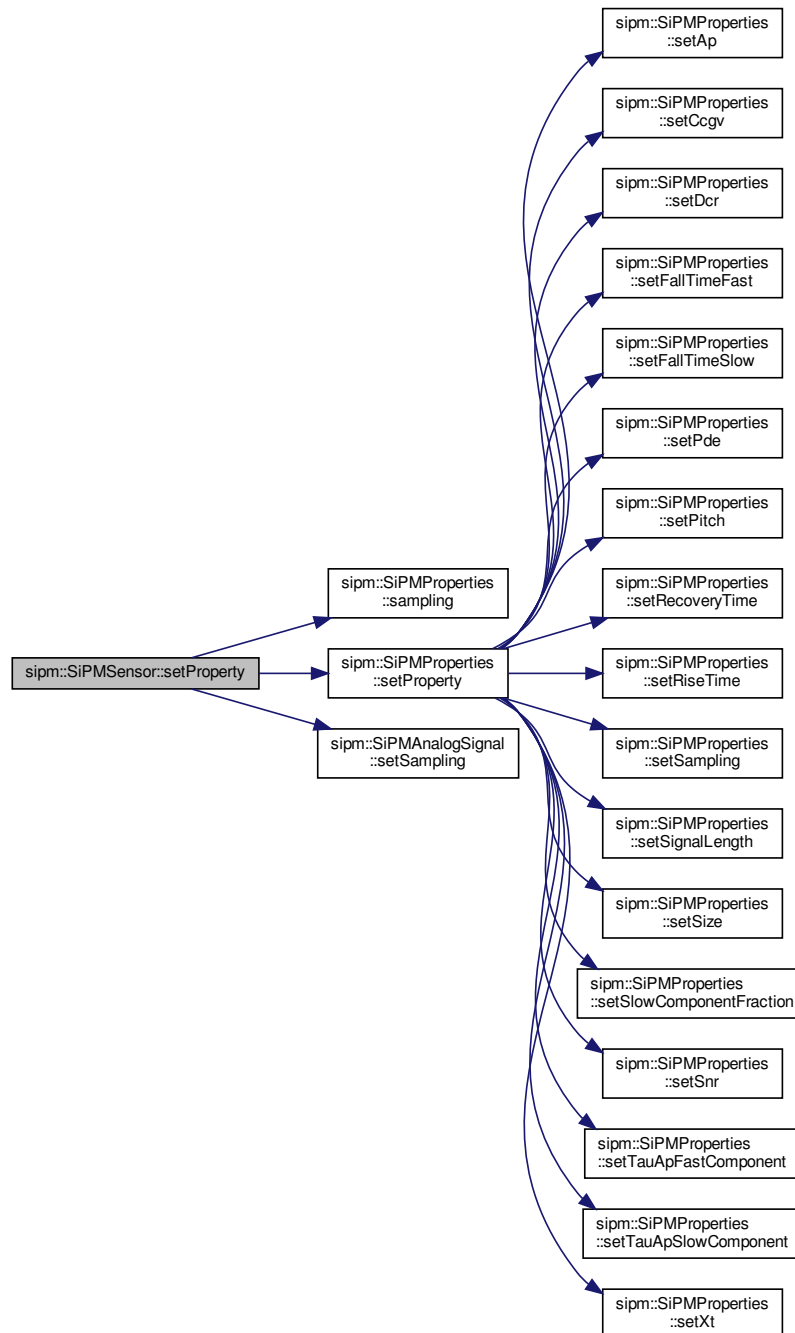 sipm::SiPMSensor::setProperty
sipm::SiPMProperties
::sampling
sipm::SiPMProperties
::setProperty
sipm::SiPMAnalogSignal
::setSampling
sipm::SiPMProperties
::setAp
sipm::SiPMProperties
::setCcgv
sipm::SiPMProperties
::setDcr
sipm::SiPMProperties
::setFallTimeFast
sipm::SiPMProperties
::setFallTimeSlow
sipm::SiPMProperties
::setPde
sipm::SiPMProperties
::setPitch
sipm::SiPMProperties
::setRecoveryTime
sipm::SiPMProperties
::setRiseTime
sipm::SiPMProperties
::setSampling
sipm::SiPMProperties
::setSignalLength
sipm::SiPMProperties
::setSize
sipm::SiPMProperties
::setSlowComponentFraction
sipm::SiPMProperties
::setSnr
sipm::SiPMProperties
::setTauApFastComponent
sipm::SiPMProperties
::setTauApSlowComponent
sipm::SiPMProperties
::setXt